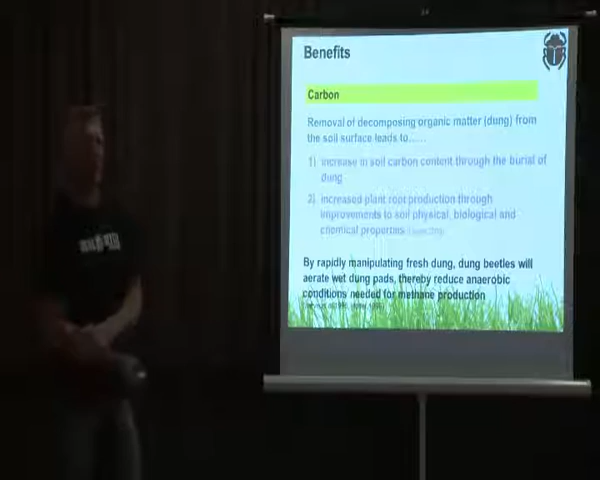 Benefits
Carbon
Removal of decomposing organic matter (dung) from
the soil surface leads to.....
1) increase in soil carbon content through the burial of
dung
2) increased plant root production through
improvements to soil physical, biological and
chemical properties
By rapidly manipulating fresh dung, dung beetles will
aerate wet dung pads, thereby reduce anaerobic
conditions needed for methane production